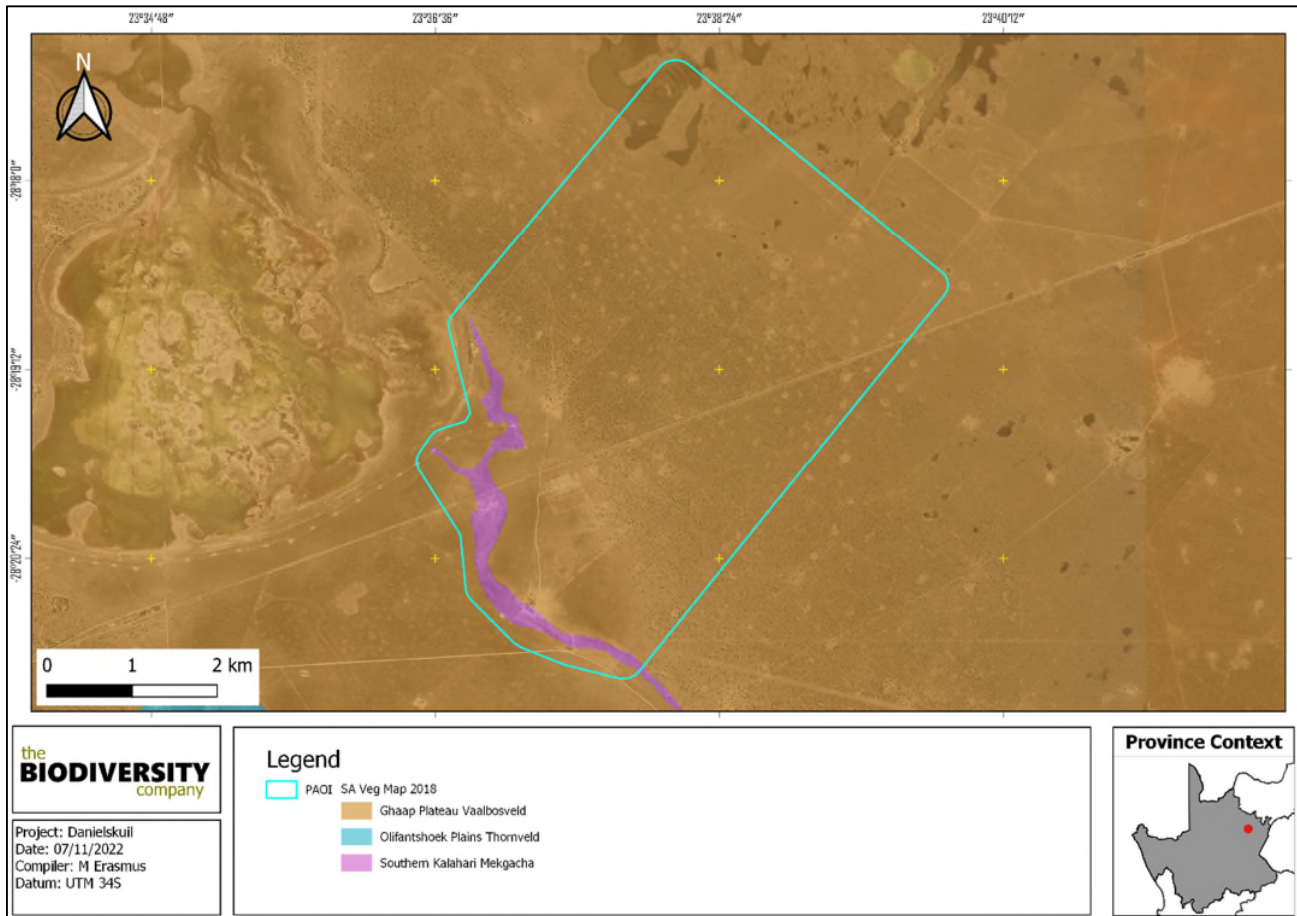 23°34'48" 23°36'36" 23°38'24" 23°40'12"
N
-28°18'0"
-28°19'12"
-28°20'24"
0 1 2 km
the
BIODIVERSITY
company
Project: Danielskuil
Date: 07/11/2022
Compiler: M Erasmus
Datum: UTM 34S
Legend
PAOI SA Veg Map 2018
Ghaap Plateau Vaalbosveld
Olifantshoek Plains Thornveld
Southern Kalahari Mekgacha
Province Context